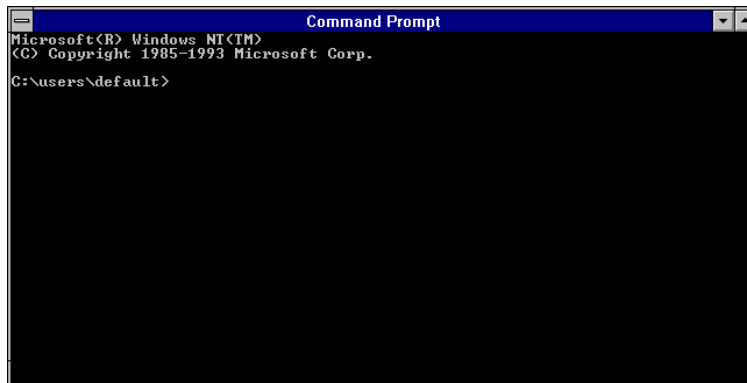 Command Prompt
Microsoft(R) Windows NT(TM)
(C) Copyright 1985-1993 Microsoft Corp.
C:\users\default>